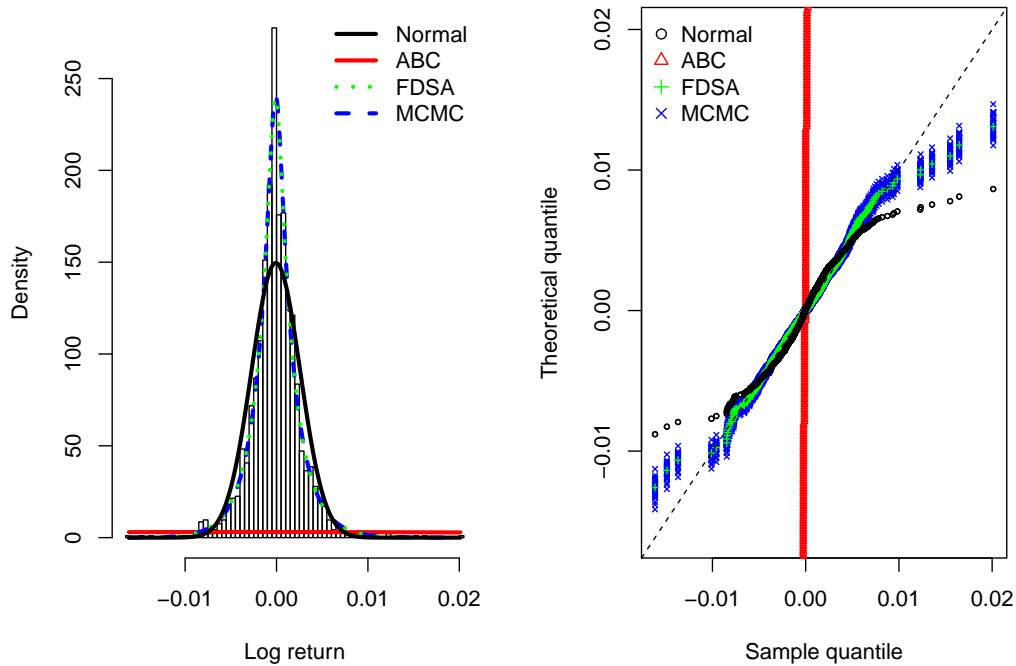 Normal
ABC
FDSA
MCMC
Density
0
50
100
150
200
250
−0.01
0.00
0.01
0.02
Log return
Normal
ABC
FDSA
MCMC
Theoretical quantile
−0.01
0.00
0.01
0.02
−0.01
0.00
0.01
0.02
Sample quantile